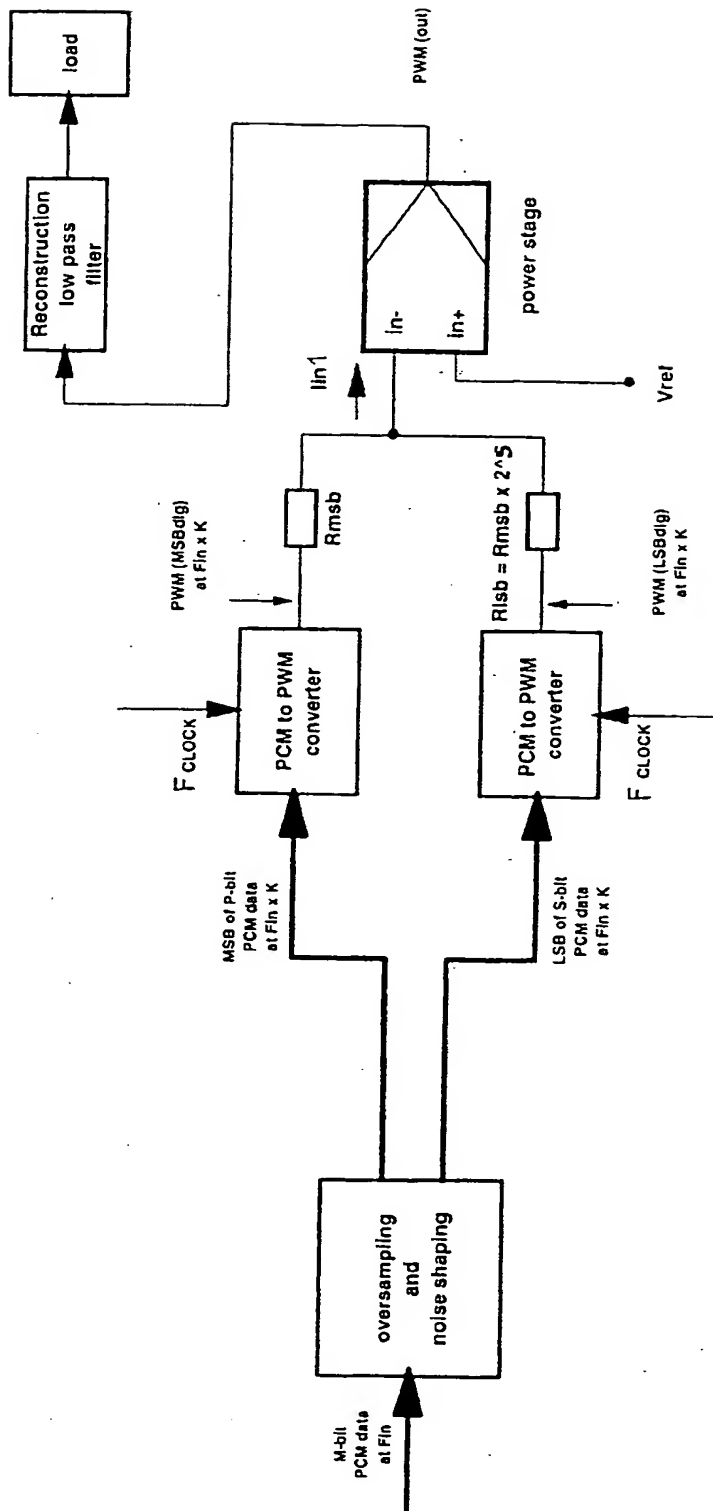 M-bit
PCM data
at Fin
oversampling
and
noise shaping
MSB of P-bit
PCM data
at Fin x K
LSB of S-bit
PCM data
at Fin x K
F CLOCK
PCM to PWM
converter
PCM to PWM
converter
F CLOCK
PWM (MSBdig)
at Fin x K
Rmsb
Rlsb = Rmsb x 2^5
PWM (LSBdig)
at Fin x K
Iin1
in-
in+
power stage
Vref
PWM (out)
Reconstruction
low pass
filter
load